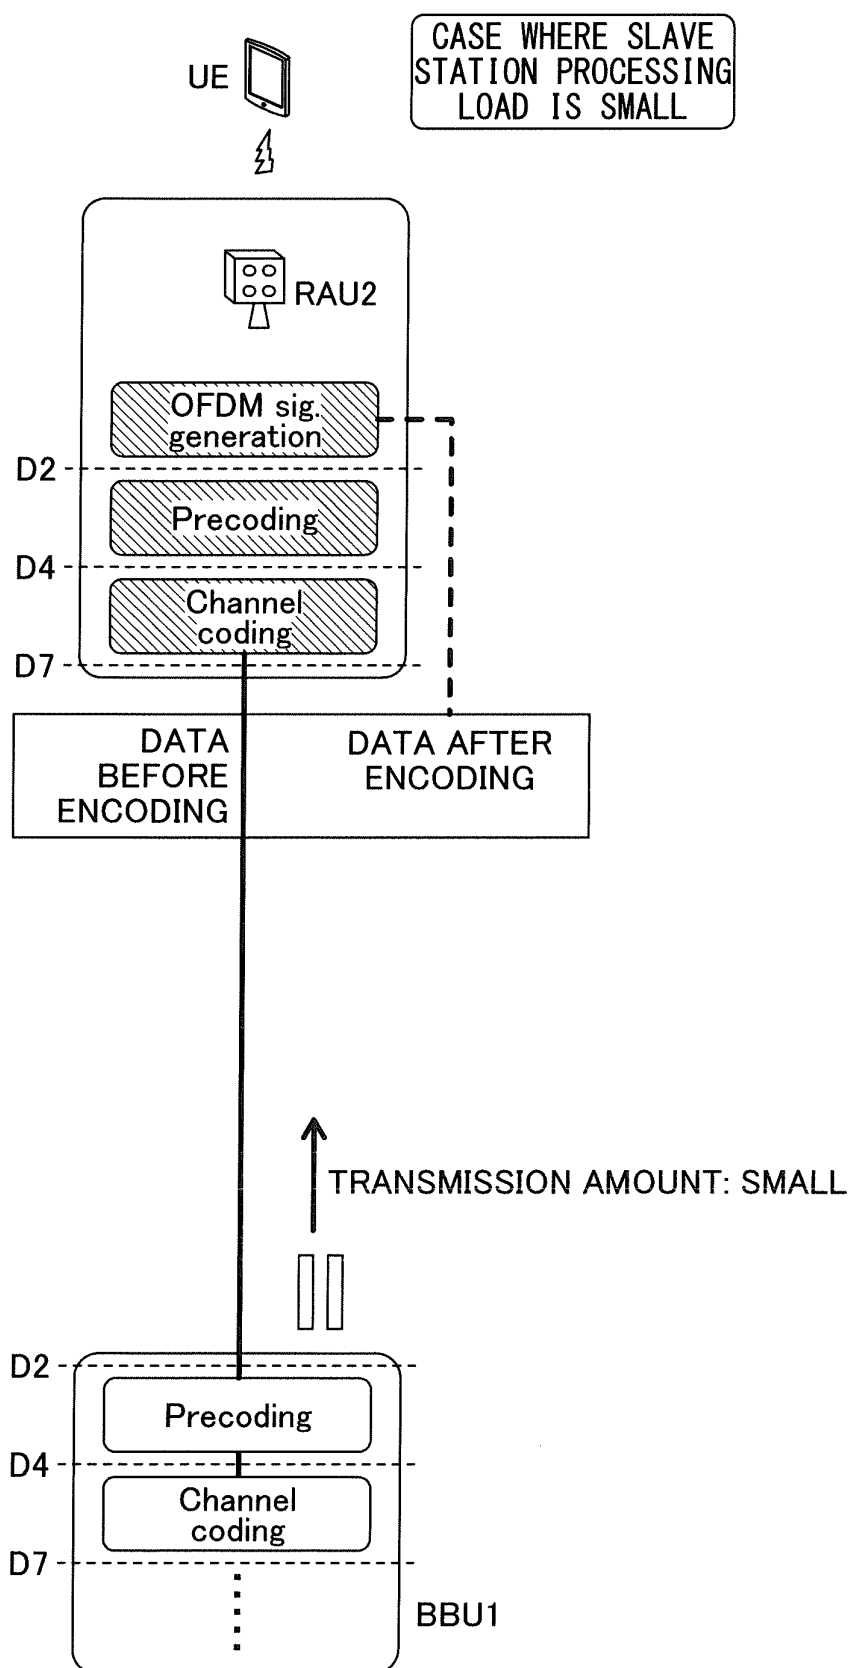 CASE WHERE SLAVE
STATION PROCESSING
LOAD IS SMALL
UE
RAU2
OFDM sig.
generation
D2
Precoding
D4
Channel
coding
D7
DATA
BEFORE
ENCODING
DATA AFTER
ENCODING
TRANSMISSION AMOUNT: SMALL
D2
Precoding
D4
Channel
coding
D7
BBU1